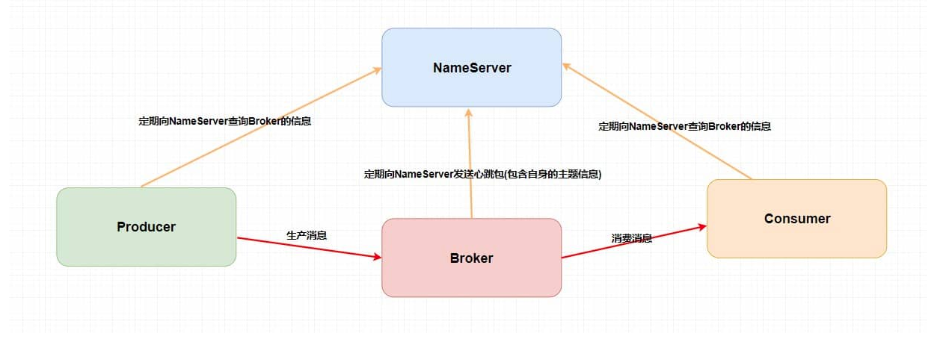 NameServer
定期向NameServer查询Broker的信息
定期向NameServer查询Broker的信息
定期向NameServer发送心跳包(包含自身的主题信息)
Producer
Consumer
生产消息
消费消息
Broker